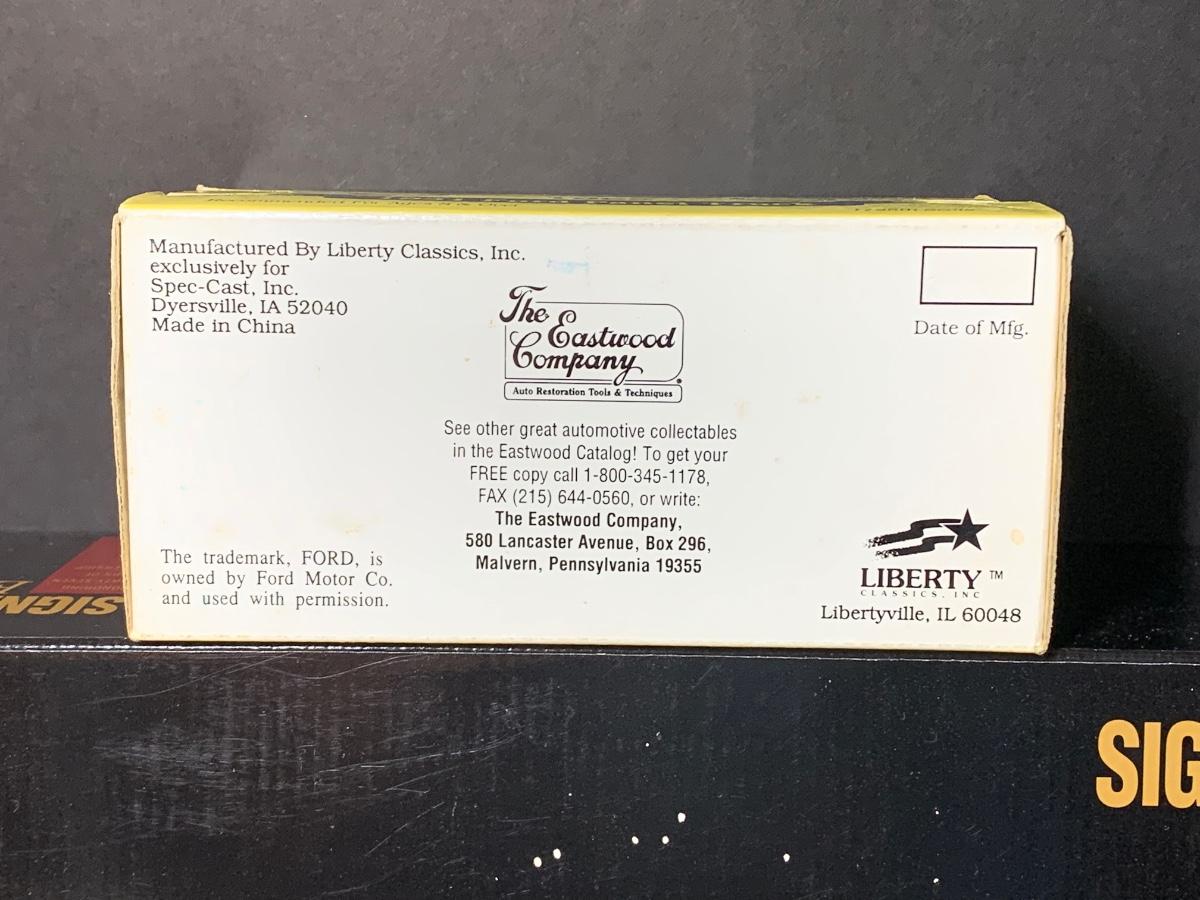 Manufactured By Liberty Classics, Inc.
exclusively for
Spec-Cast, Inc.
Dyersville, IA 52040
Made in China
The Eastwood
Company
Auto Restoration Tools & Techniques
Date of Mfg.
See other great automotive collectables
in the Eastwood Catalog! To get your
FREE copy call 1-800-345-1178,
FAX (215) 644-0560, or write:
The Eastwood Company,
580 Lancaster Avenue, Box 296,
Malvern, Pennsylvania 19355
The trademark, FORD, is
owned by Ford Motor Co.
and used with permission.
LIBERTY ™
CLASSICS, INC
Libertyville, IL 60048
SIGN
SIG